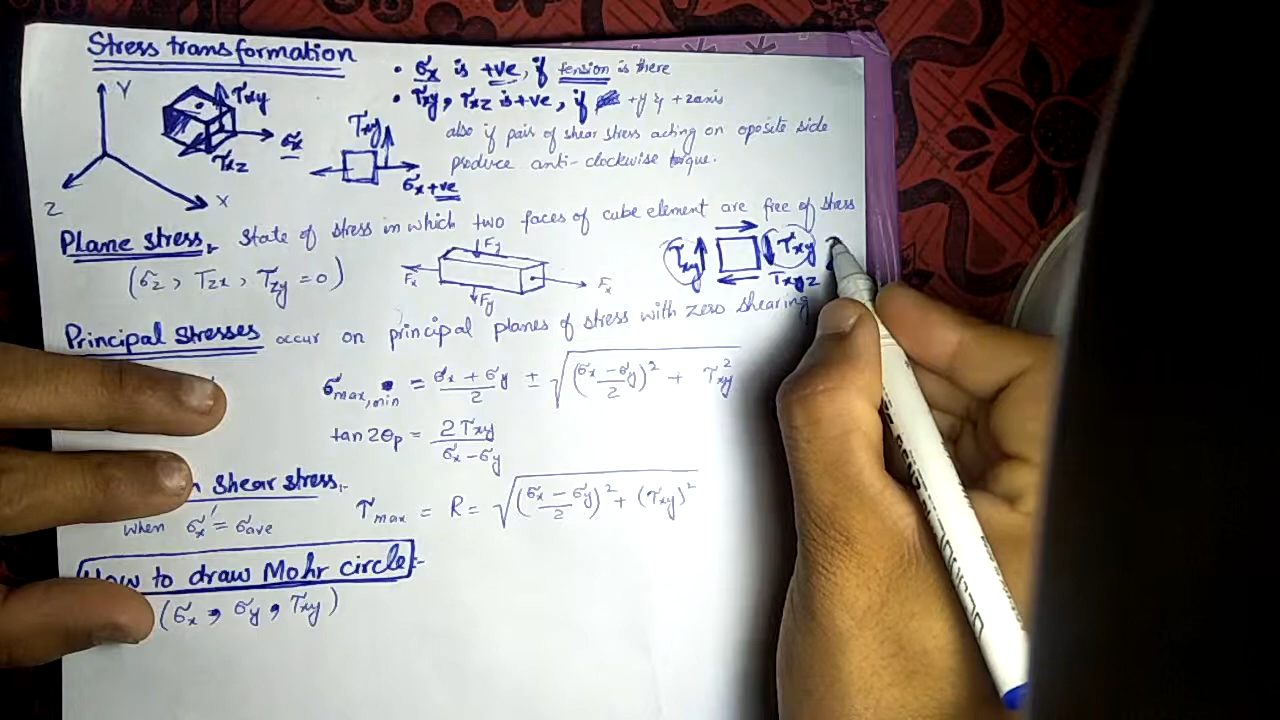 Stress transformation
• σx is +ve, if tension is there
• τxy, τxz is +ve, if +y & +z axis
also if pair of shear stress acting on opposite side
produce anti-clockwise torque.
Y
τxy
σx
τxz
X
Z
τxy
σx +ve
Plane stress:- State of stress in which two faces of cube element are free of stress
(σz, τzx, τzy = 0)
Fy
Fx
Fx
Fy
τxy
τxy
Principal Stresses occur on principal planes of stress with zero shearing
σmax,min = σx + σy / 2 ± √((σx - σy / 2)² + τxy²)
tan 2θp = 2τxy / σx - σy
shear stress:-
when σx' = σave
τmax = R = √((σx - σy / 2)² + (τxy)²)
How to draw Mohr circle:-
(σx, σy, τxy)